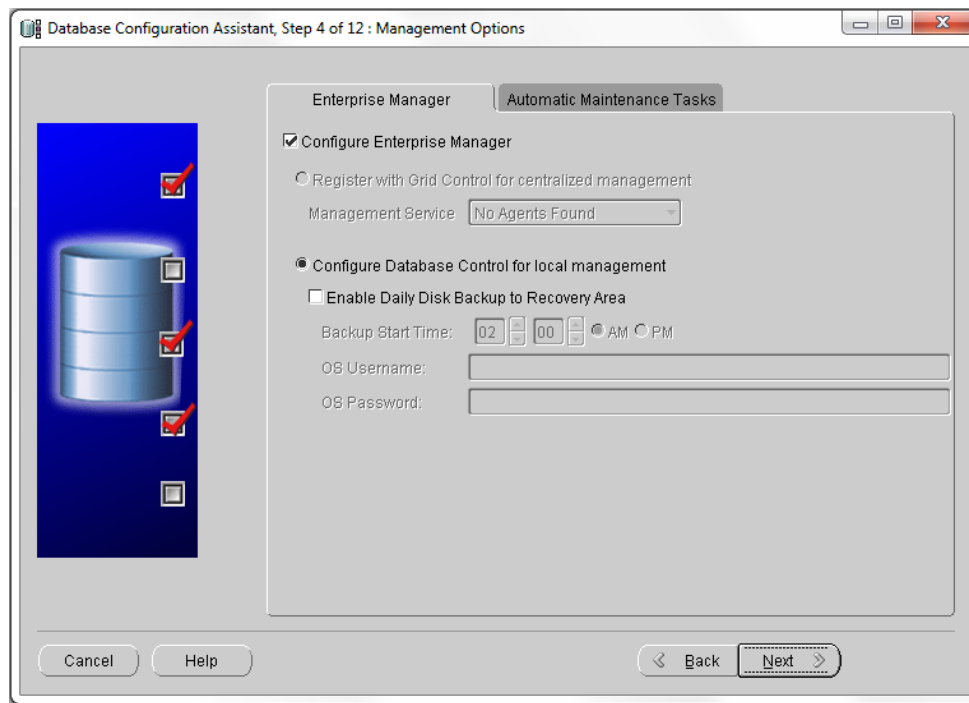 Database Configuration Assistant, Step 4 of 12 : Management Options
Enterprise Manager Automatic Maintenance Tasks
Configure Enterprise Manager
Register with Grid Control for centralized management
Management Service No Agents Found
Configure Database Control for local management
Enable Daily Disk Backup to Recovery Area
Backup Start Time: 02 00 AM PM
OS Username:
OS Password:
Cancel Help Back Next